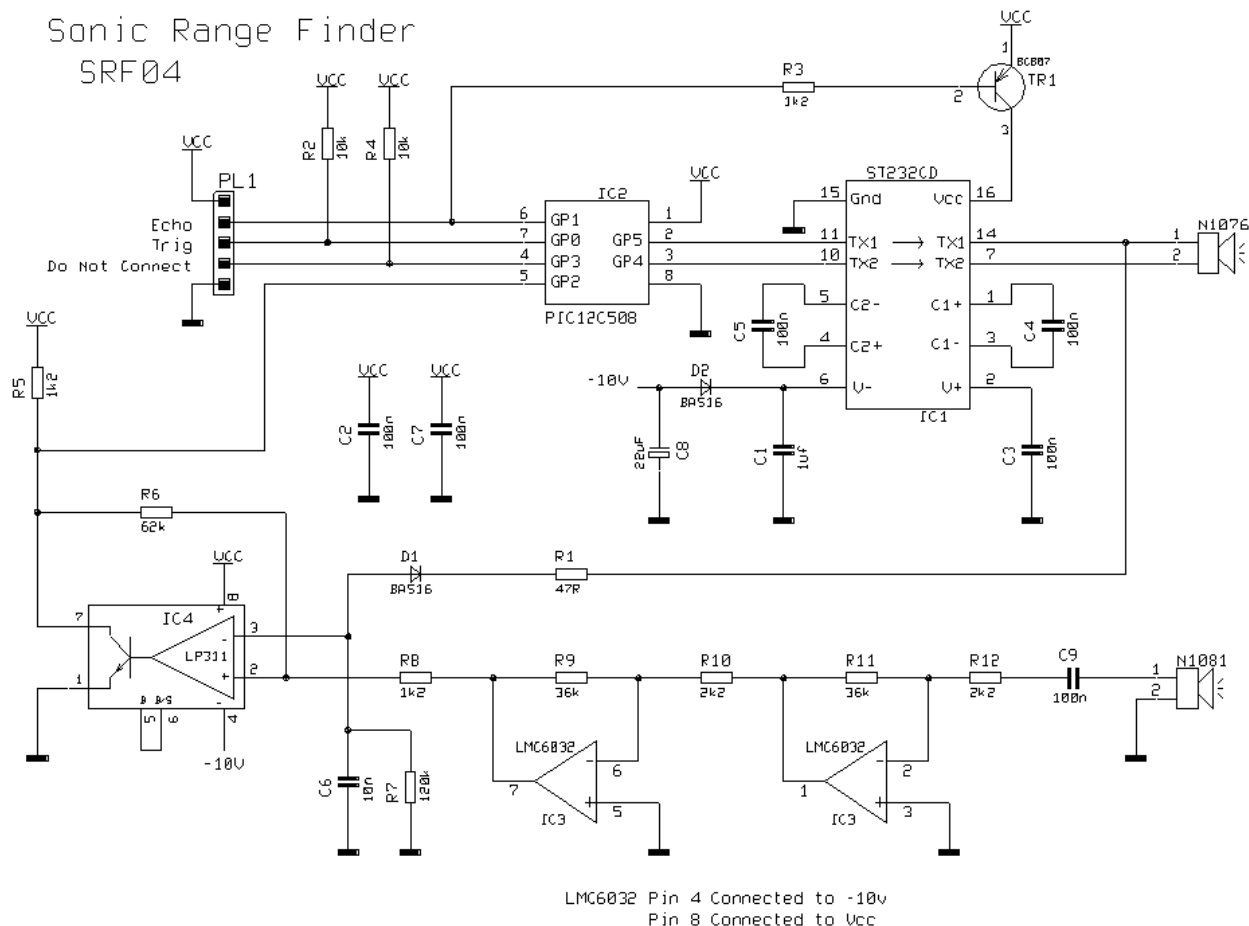 Sonic Range Finder
SRF04
VCC
1
BC807
TR1
2
3
R3
1k2
VCC
R2
10k
VCC
R4
10k
VCC
PL1
Echo
Trig
Do Not Connect
IC2
6 GP1
7 GP0
4 GP3
5 GP2
1
GP5 2
GP4 3
8
PIC12C508
VCC
ST232CD
15 Gnd
Vcc 16
11 TX1
TX1 14
10 TX2
TX2 7
5 C2-
C1+ 1
4 C2+
C1- 3
6 V-
V+ 2
IC1
C5
100n
C4
100n
N1076
1
2
VCC
R5
1k2
VCC
C2
100n
VCC
C7
100n
-10V
D2
BAS16
22uF
C8
C1
1uf
C3
100n
R6
62k
VCC
D1
BAS16
R1
47R
IC4
LP311
7
1
8
+
3
-
2
+
B
B/S
5
6
-
4
-10V
R8
1k2
R9
36k
R10
2k2
R11
36k
R12
2k2
C9
100n
N1081
1
2
C6
10n
R7
120k
LMC6032
-
6
+
5
7
IC3
LMC6032
-
2
+
3
1
IC3
LMC6032 Pin 4 Connected to -10v
Pin 8 Connected to Vcc